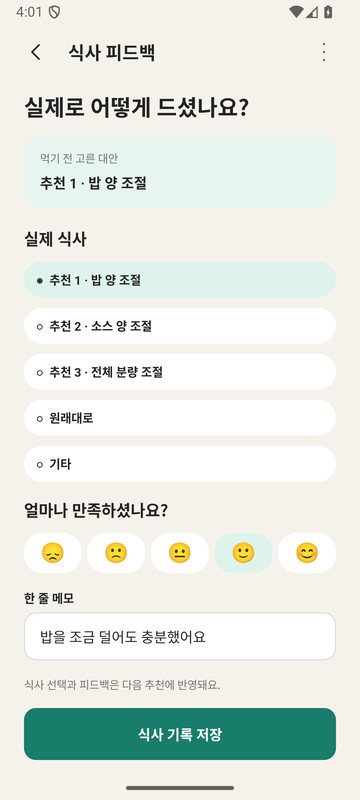 4:01
식사 피드백
실제로 어떻게 드셨나요?
먹기 전 고른 대안
추천 1 · 밥 양 조절
실제 식사
추천 1 · 밥 양 조절
추천 2 · 소스 양 조절
추천 3 · 전체 분량 조절
원래대로
기타
얼마나 만족하셨나요?
한 줄 메모
밥을 조금 덜어도 충분했어요
식사 선택과 피드백은 다음 추천에 반영돼요.
식사 기록 저장